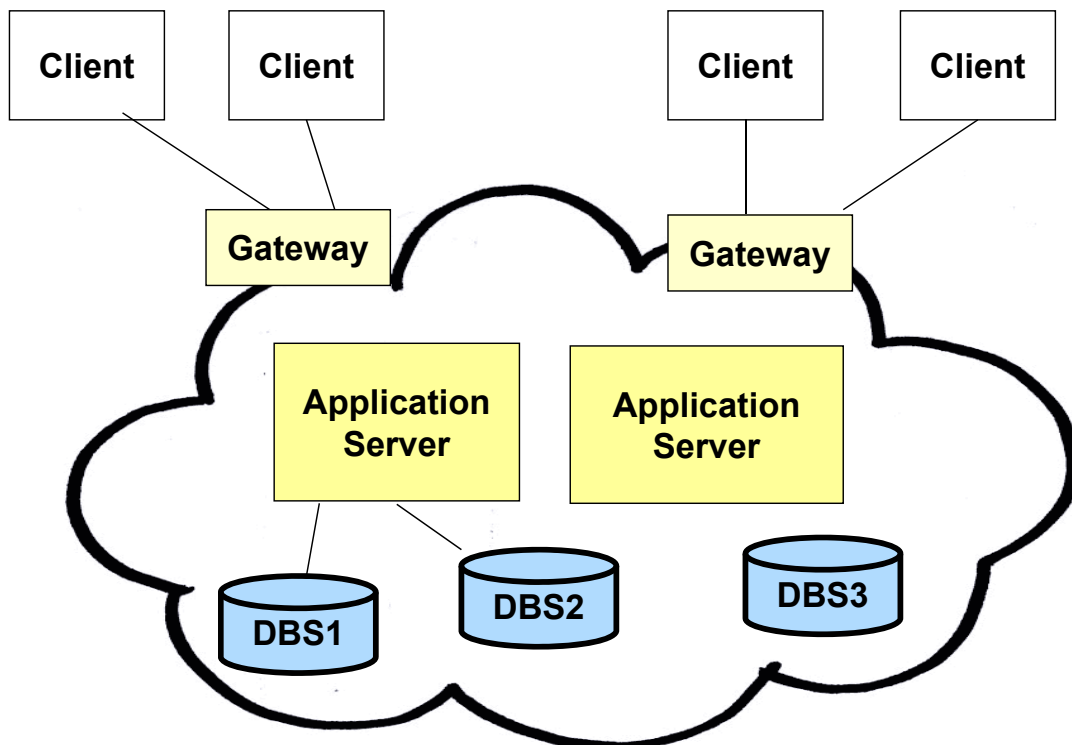 Client
Client
Client
Client
Gateway
Gateway
Application
Server
Application
Server
DBS1
DBS2
DBS3